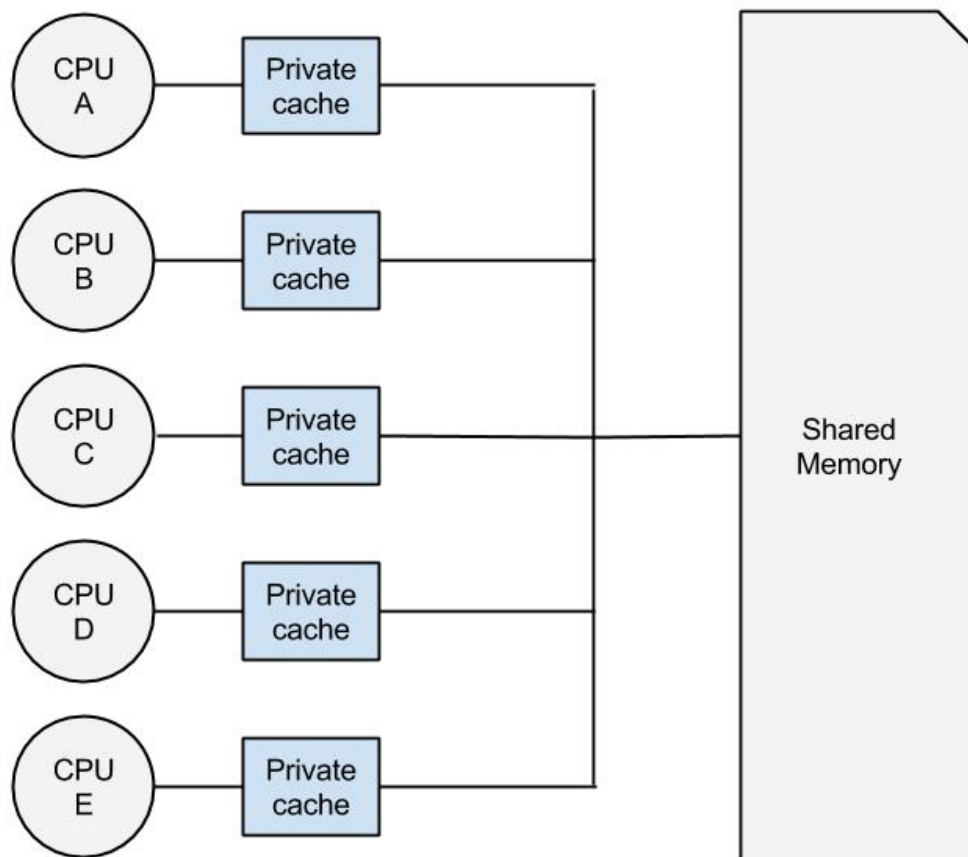 CPU
A
Private
cache
CPU
B
Private
cache
CPU
C
Private
cache
Shared
Memory
CPU
D
Private
cache
CPU
E
Private
cache